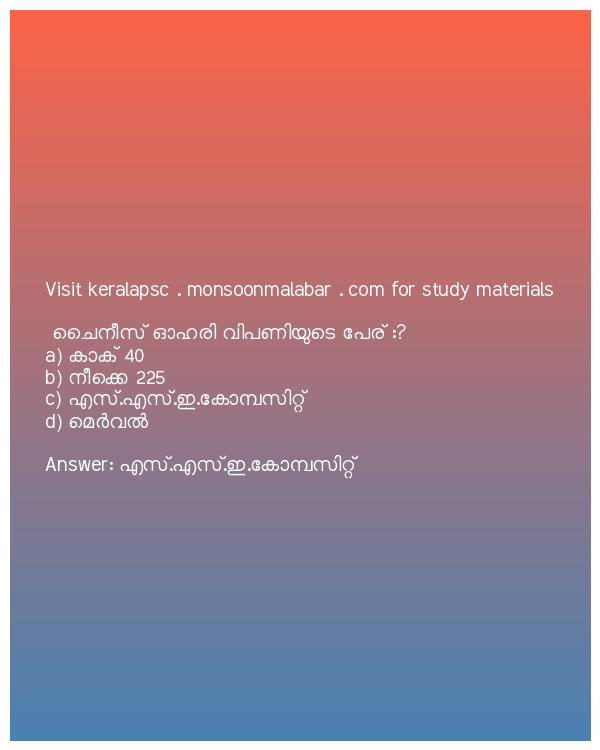 Visit keralapsc . monsoonmalabar . com for study materials
ചൈനീസ് ഓഹരി വിപണിയുടെ പേര് :?
a) കാക് 40
b) നീക്കെ 225
c) എസ്.എസ്.ഇ.കോമ്പസിറ്റ്
d) മെർവൽ
Answer: എസ്.എസ്.ഇ.കോമ്പസിറ്റ്